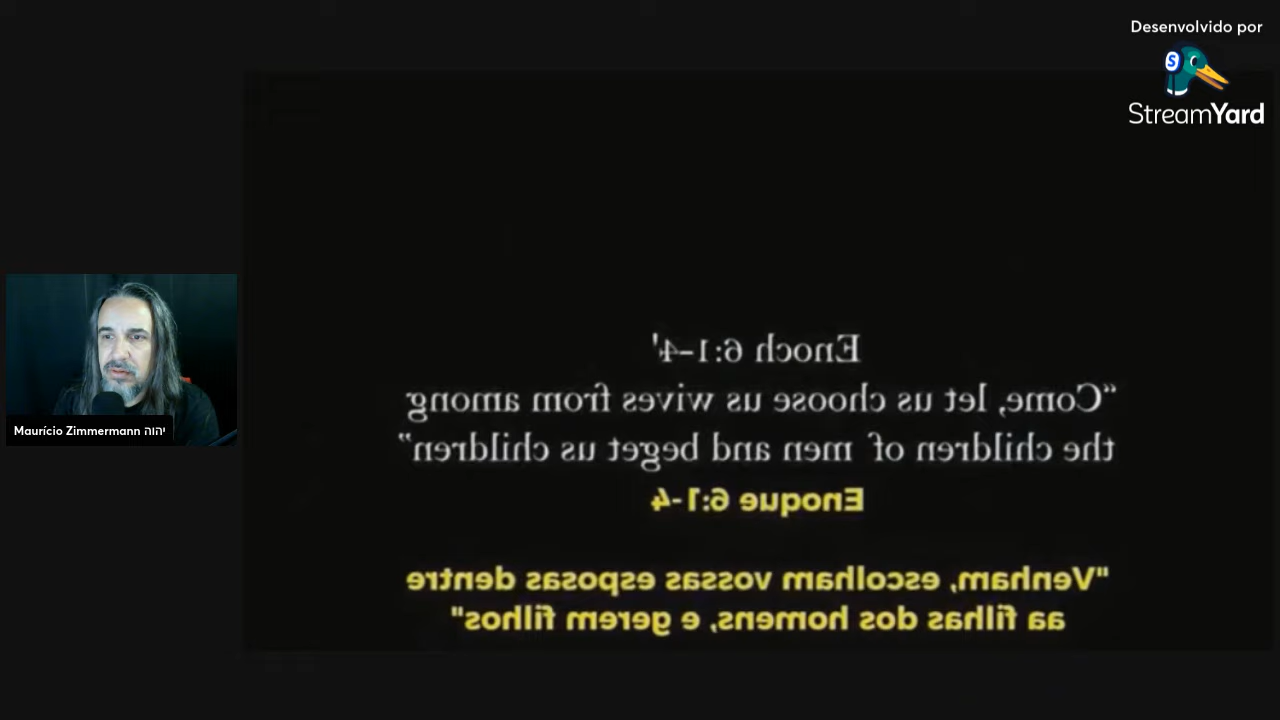 Desenvolvido por
StreamYard
Enoch 6:1-4'
“Come, let us choose us wives from among
the children of men and beget us children”
Enoque 6:1-4
"Venham, escolham vossas esposas dentre
aa filhas dos homens, e gerem filhos"
Maurício Zimmermann יהוה